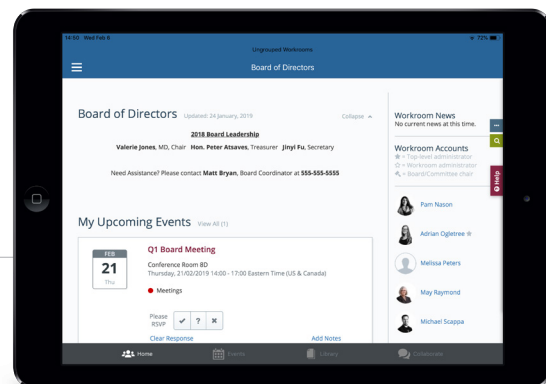 14:00 Wed Feb 6
72%
Ungrouped Workrooms
Board of Directors
Board of Directors Updated: 24 January, 2019 Collapse
2018 Board Leadership
Valerie Jones, MD, Chair Hon. Peter Atsaves, Treasurer Jinyi Fu, Secretary
Need Assistance? Please contact Matt Bryan, Board Coordinator at 555-555-5555
My Upcoming Events View All (1)
FEB
21
Thu
Q1 Board Meeting
Conference Room 8D
Thursday, 21/02/2019 14:00 - 17:00 Eastern Time (US & Canada)
Meetings
Please
RSVP
?
Clear Response Add Notes
Workroom News
No current news at this time.
Workroom Accounts
= Top-level administrator
= Workroom administrator
= Board/Committee chair
Pam Nason
Adrian Ogletree
Melissa Peters
May Raymond
Michael Scappa
Help
Home Events Library Collaborate